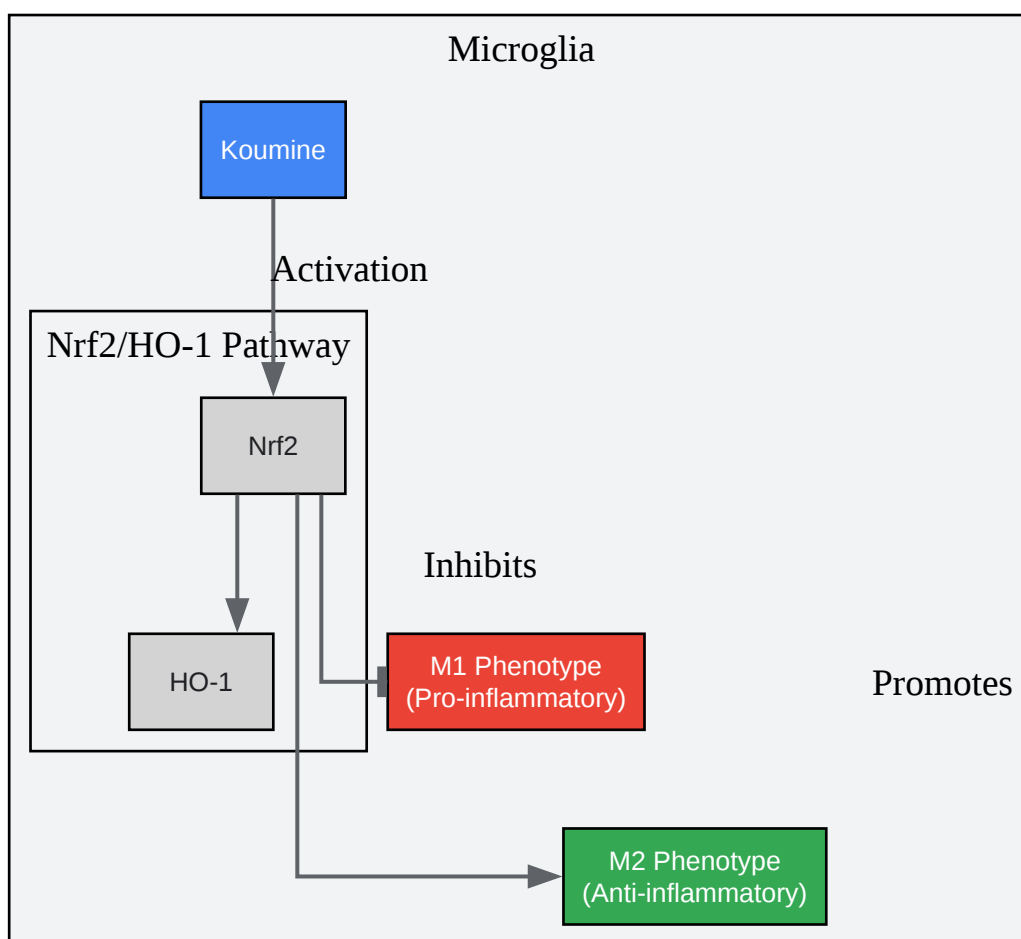 Microglia
Koumine
Activation
Nrf2/HO-1 Pathway
Nrf2
Inhibits
HO-1
M1 Phenotype
(Pro-inflammatory)
Promotes
M2 Phenotype
(Anti-inflammatory)